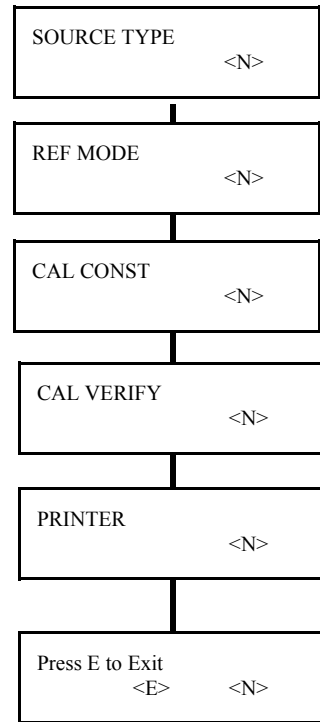 SOURCE TYPE
<N>
REF MODE
<N>
CAL CONST
<N>
CAL VERIFY
<N>
PRINTER
<N>
Press E to Exit
<E> <N>